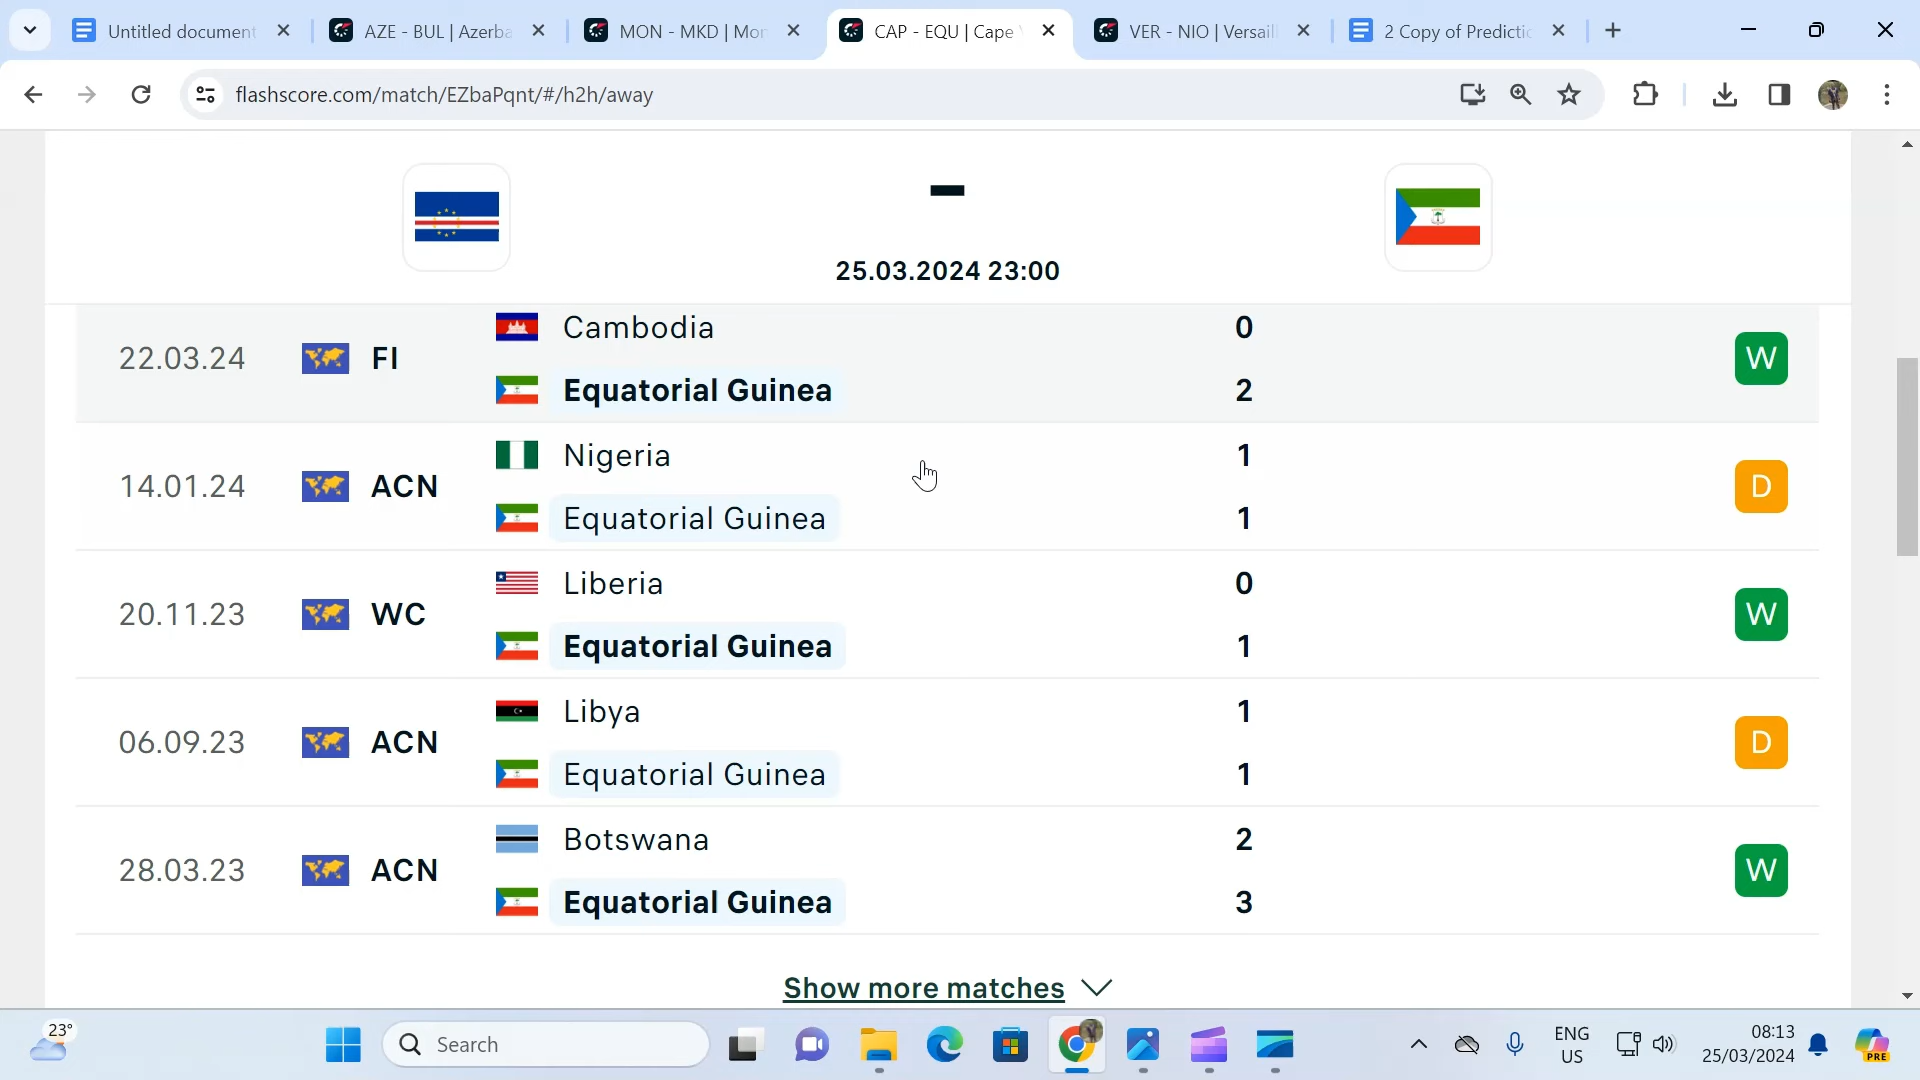 Untitled document
AZE - BUL | Azerba
MON - MKD | Mon
CAP - EQU | Cape
VER - NIO | Versail
2 Copy of Predictio
flashscore.com/match/EZbaPqnt/#/h2h/away
-
25.03.2024 23:00
22.03.24 FI Cambodia 0 W
Equatorial Guinea 2
14.01.24 ACN Nigeria 1 D
Equatorial Guinea 1
20.11.23 WC Liberia 0 W
Equatorial Guinea 1
06.09.23 ACN Libya 1 D
Equatorial Guinea 1
28.03.23 ACN Botswana 2 W
Equatorial Guinea 3
Show more matches
23°
Search
ENG
US
08:13
25/03/2024
PRE